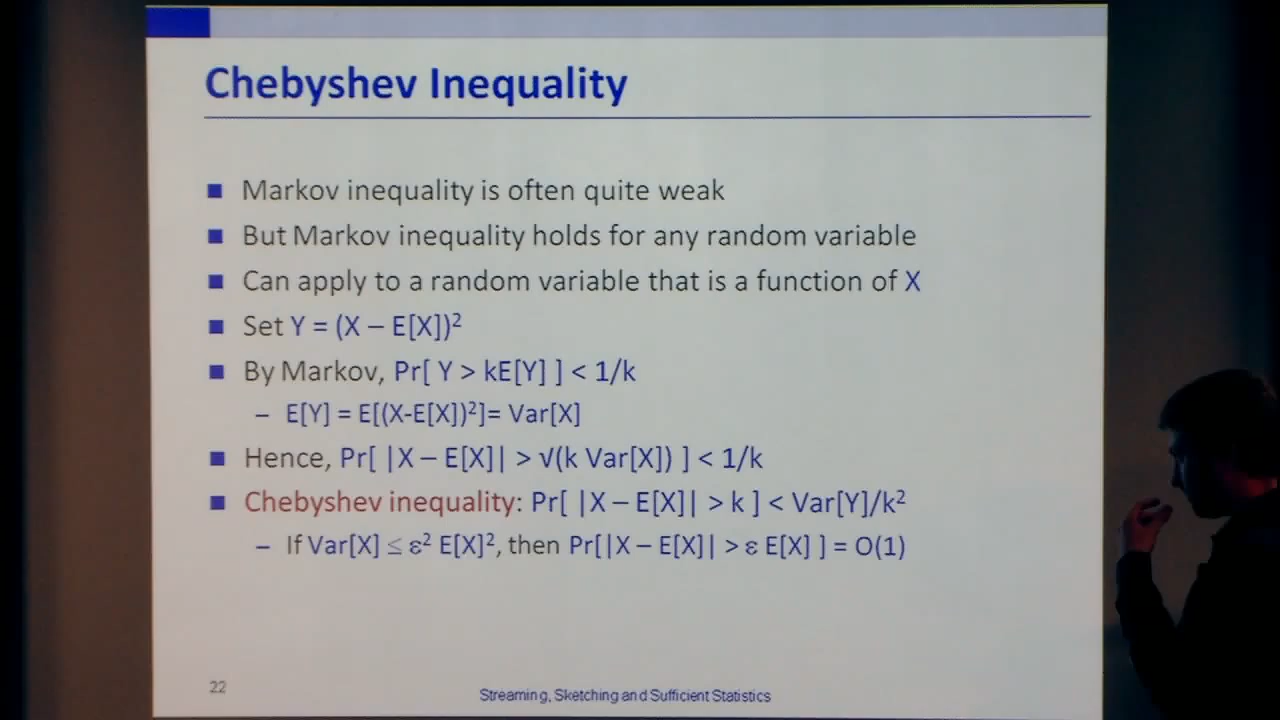 Chebyshev Inequality
Markov inequality is often quite weak
But Markov inequality holds for any random variable
Can apply to a random variable that is a function of X
Set Y = (X – E[X])²
By Markov, Pr[ Y > kE[Y] ] < 1/k
– E[Y] = E[(X-E[X])²]= Var[X]
Hence, Pr[ |X – E[X]| > √(k Var[X]) ] < 1/k
Chebyshev inequality: Pr[ |X – E[X]| > k ] < Var[Y]/k²
– If Var[X] ≤ ε² E[X]², then Pr[|X – E[X]| > ε E[X] ] = O(1)
22
Streaming, Sketching and Sufficient Statistics